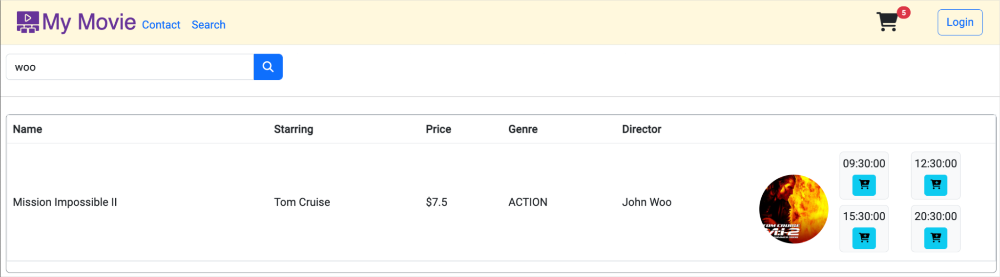 My Movie Contact Search 5 Login
woo
Name Starring Price Genre Director
Mission Impossible II Tom Cruise $7.5 ACTION John Woo
TOM CRUISE
M:I-2
09:30:00 12:30:00
15:30:00 20:30:00